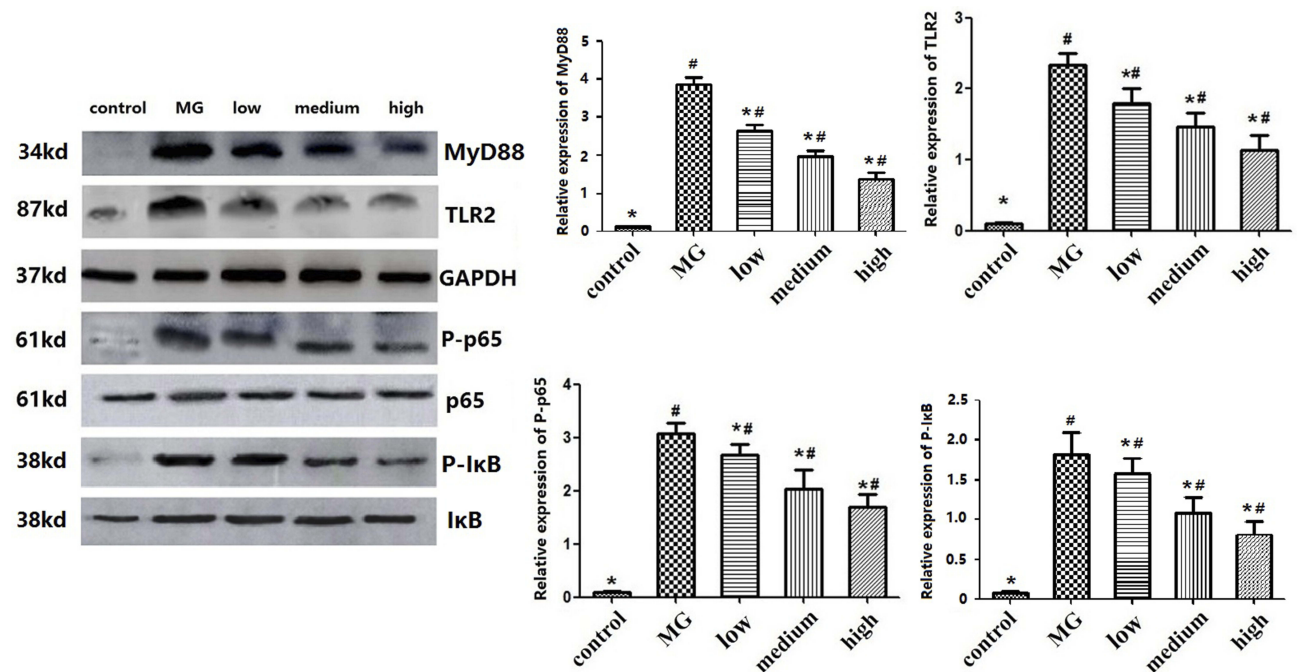 control MG low medium high
34kd MyD88
87kd TLR2
37kd GAPDH
61kd P-p65
61kd p65
38kd P-IκB
38kd IκB
Relative expression of MyD88
5
4
3
2
1
0
*
#
*#
*#
*#
control MG low medium high
Relative expression of TLR2
3
2
1
0
*
#
*#
*#
*#
control MG low medium high
Relative expression of P-p65
4
3
2
1
0
*
#
*#
*#
*#
control MG low medium high
Relative expression of P-IκB
2.5
2.0
1.5
1.0
0.5
0
*
#
*#
*#
*#
control MG low medium high